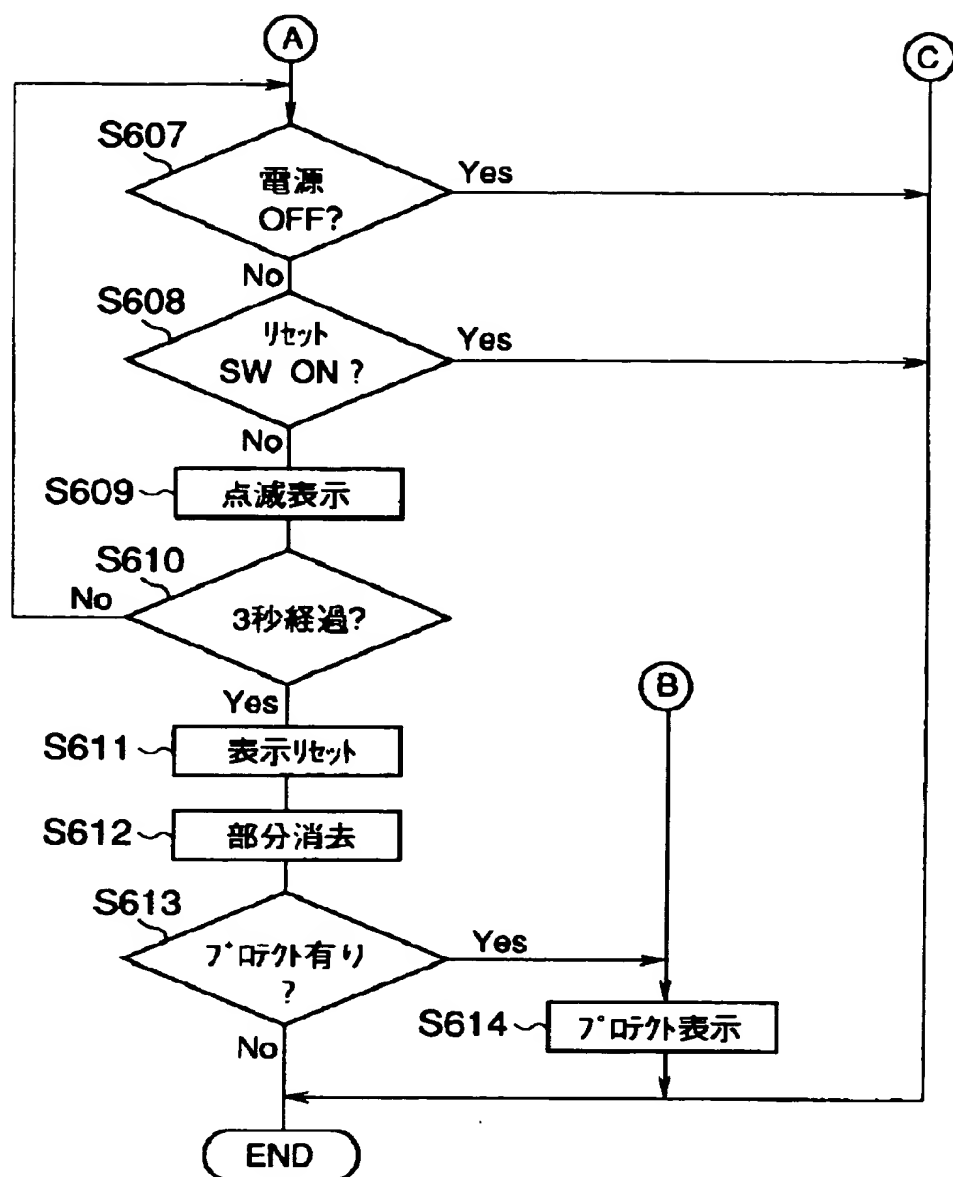 A
C
S607
電源
OFF?
Yes
No
S608
ﾘｾｯﾄ
SW ON ?
Yes
No
S609
点滅表示
S610
3秒経過?
No
Yes
B
S611
表示ﾘｾｯﾄ
S612
部分消去
S613
ﾌﾟﾛﾃｸﾄ有り
?
Yes
No
S614
ﾌﾟﾛﾃｸﾄ表示
END